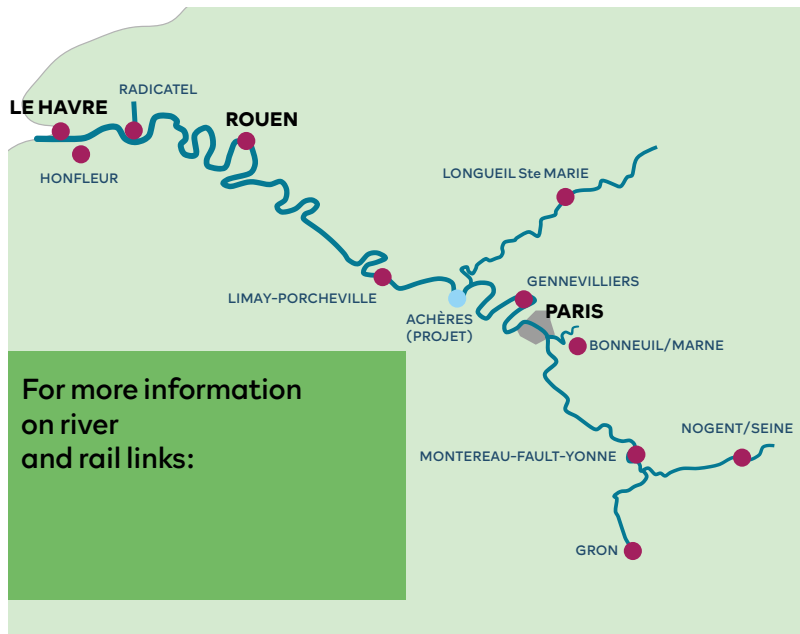 RADICATEL
LE HAVRE
ROUEN
HONFLEUR
LONGUEIL Ste MARIE
GENNEVILLIERS
LIMAY-PORCHEVILLE
PARIS
ACHÈRES
(PROJET)
BONNEUIL/MARNE
For more information
on river
and rail links:
NOGENT/SEINE
MONTEREAU-FAULT-YONNE
GRON